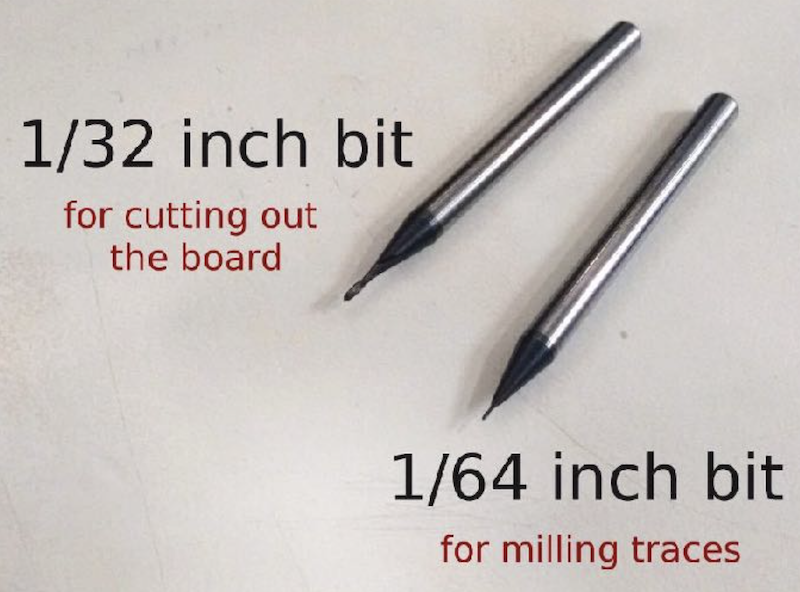 1/32 inch bit
for cutting out
the board
1/64 inch bit
for milling traces